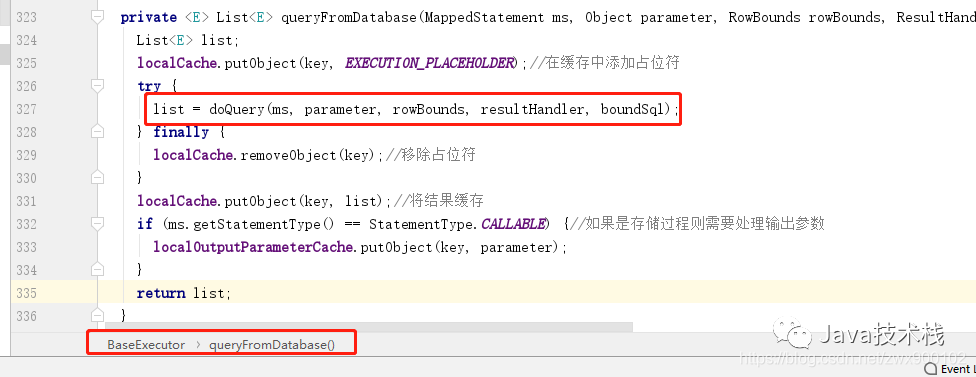 323 private <E> List<E> queryFromDatabase(MappedStatement ms, Object parameter, RowBounds rowBounds, ResultHandler
324 List<E> list;
325 localCache.putObject(key, EXECUTION_PLACEHOLDER);//在缓存中添加占位符
326 try {
327 list = doQuery(ms, parameter, rowBounds, resultHandler, boundSql);
328 } finally {
329 localCache.removeObject(key);//移除占位符
330 }
331 localCache.putObject(key, list);//将结果缓存
332 if (ms.getStatementType() == StatementType.CALLABLE) {//如果是存储过程则需要处理输出参数
333 localOutputParameterCache.putObject(key, parameter);
334 }
335 return list;
336 }
BaseExecutor › queryFromDatabase()
Java技术栈
https://blog.csdn.net/zwx900102
Event